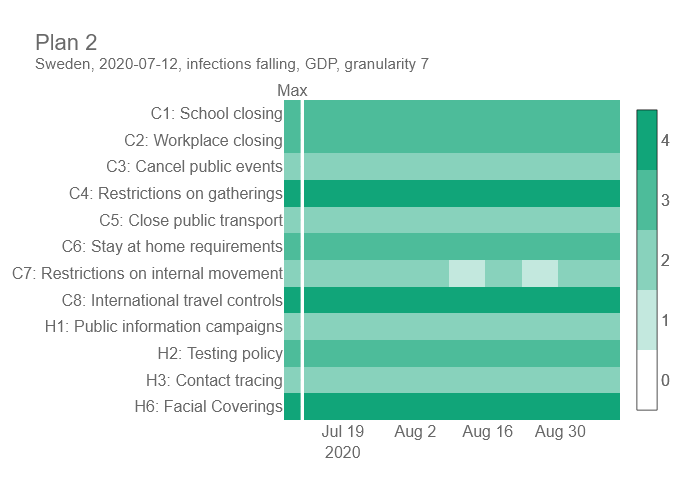 Plan 2
Sweden, 2020-07-12, infections falling, GDP, granularity 7
Max
C1: School closing
C2: Workplace closing
C3: Cancel public events
C4: Restrictions on gatherings
C5: Close public transport
C6: Stay at home requirements
C7: Restrictions on internal movement
C8: International travel controls
H1: Public information campaigns
H2: Testing policy
H3: Contact tracing
H6: Facial Coverings
4
3
2
1
0
Jul 19 Aug 2 Aug 16 Aug 30
2020